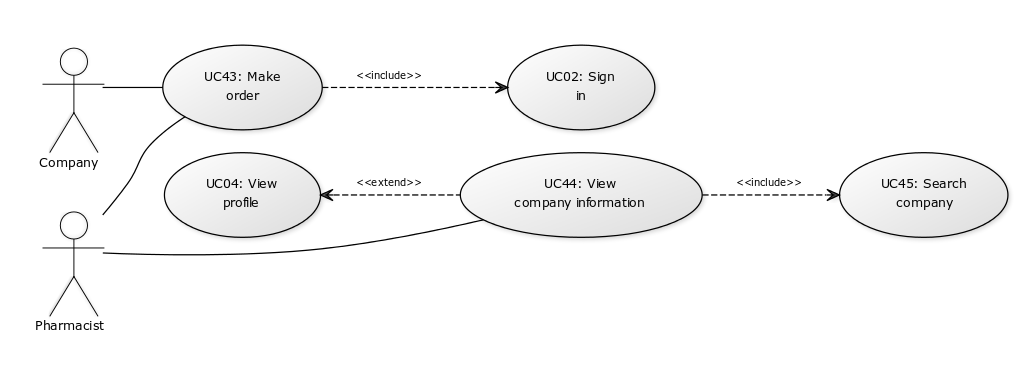 UC43: Make
order
<<include>>
UC02: Sign
in
Company
UC04: View
profile
<<extend>>
UC44: View
company information
<<include>>
UC45: Search
company
Pharmacist